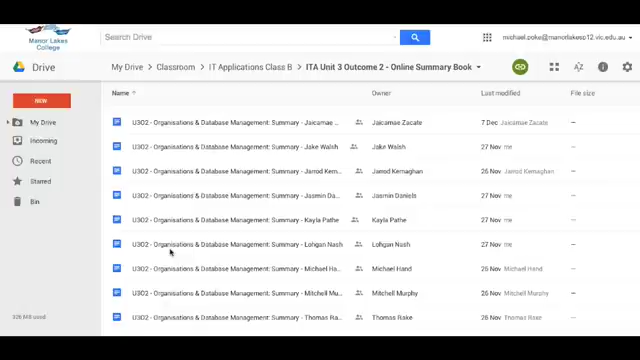 Manor Lakes
College
Search Drive
michael.poke@manorlakesp12.vic.edu.au
Drive
My Drive > Classroom > IT Applications Class B > ITA Unit 3 Outcome 2 - Online Summary Book
NEW
My Drive
Incoming
Recent
Starred
Bin
326 MB used
Name Owner Last modified File size
U3O2 - Organisations & Database Management: Summary - Jaicamae ... Jaicamae Zacate 7 Dec Jaicamae Zacate —
U3O2 - Organisations & Database Management: Summary - Jake Walsh Jake Walsh 27 Nov me —
U3O2 - Organisations & Database Management: Summary - Jarrod Kern... Jarrod Kernaghan 26 Nov Jarrod Kernaghan —
U3O2 - Organisations & Database Management: Summary - Jasmin Da... Jasmin Daniels 27 Nov me —
U3O2 - Organisations & Database Management: Summary - Kayla Pathe Kayla Pathe 27 Nov me —
U3O2 - Organisations & Database Management: Summary - Lohgan Nash Lohgan Nash 27 Nov me —
U3O2 - Organisations & Database Management: Summary - Michael Ha... Michael Hand 26 Nov Michael Hand —
U3O2 - Organisations & Database Management: Summary - Mitchell Mu... Mitchell Murphy 26 Nov Mitchell Murphy —
U3O2 - Organisations & Database Management: Summary - Thomas Ra... Thomas Rake 28 Nov Thomas Rake —